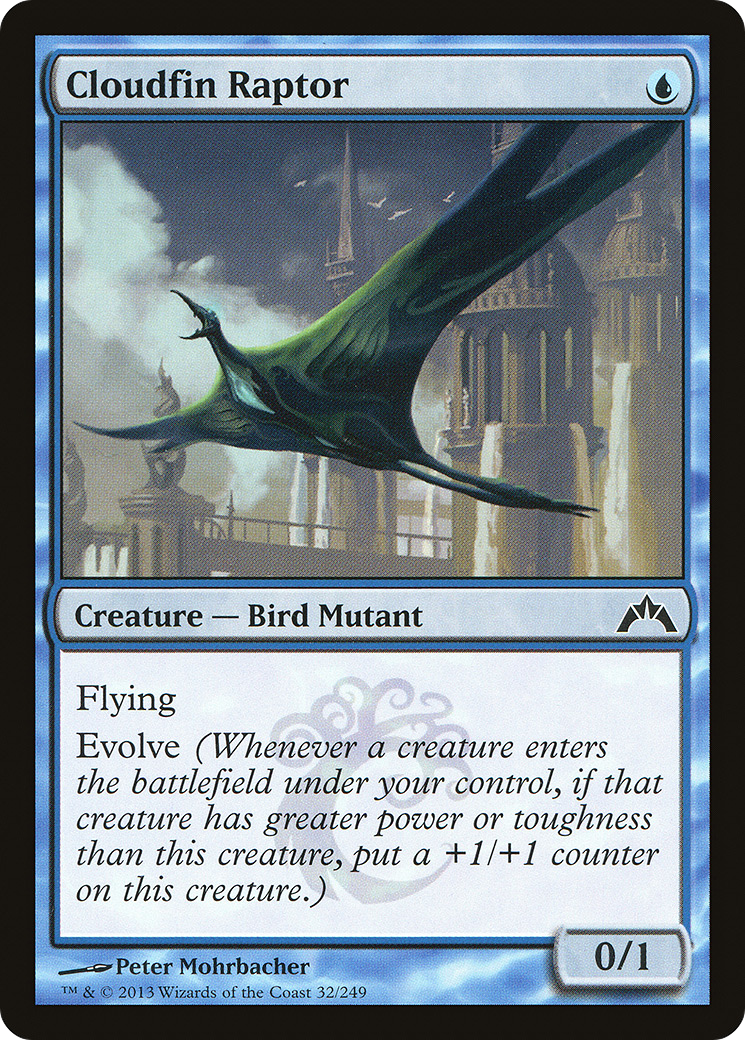 Cloudfin Raptor
Creature — Bird Mutant
Flying
Evolve (Whenever a creature enters
the battlefield under your control, if that
creature has greater power or toughness
than this creature, put a +1/+1 counter
on this creature.)
0/1
Peter Mohrbacher
™ & © 2013 Wizards of the Coast 32/249